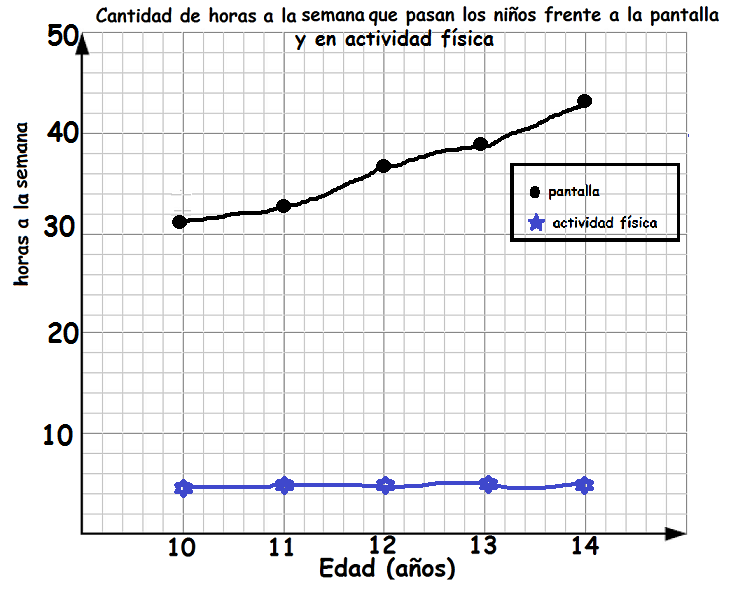 Cantidad de horas a la semana que pasan los niños frente a la pantalla
y en actividad física
50
40
30
20
10
horas a la semana
pantalla
actividad física
10 11 12 13 14
Edad (años)